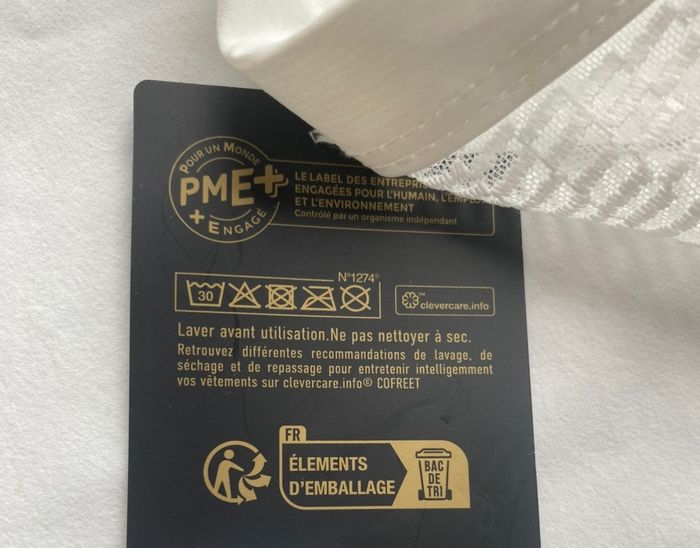 POUR UN MONDE
PME+
+ ENGAGÉ
LE LABEL DES
ENGAGÉES POUR L'HUMAIN,
ET L'ENVIRONNEMENT
Contrôlé par un organisme indépendant
N°1274®
30
™
clevercare.info
Laver avant utilisation.Ne pas nettoyer à sec.
Retrouvez différentes recommandations de lavage, de
séchage et de repassage pour entretenir intelligemment
vos vêtements sur clevercare.info© COFREET
FR
ÉLEMENTS
D'EMBALLAGE
BAC
DE
TRI